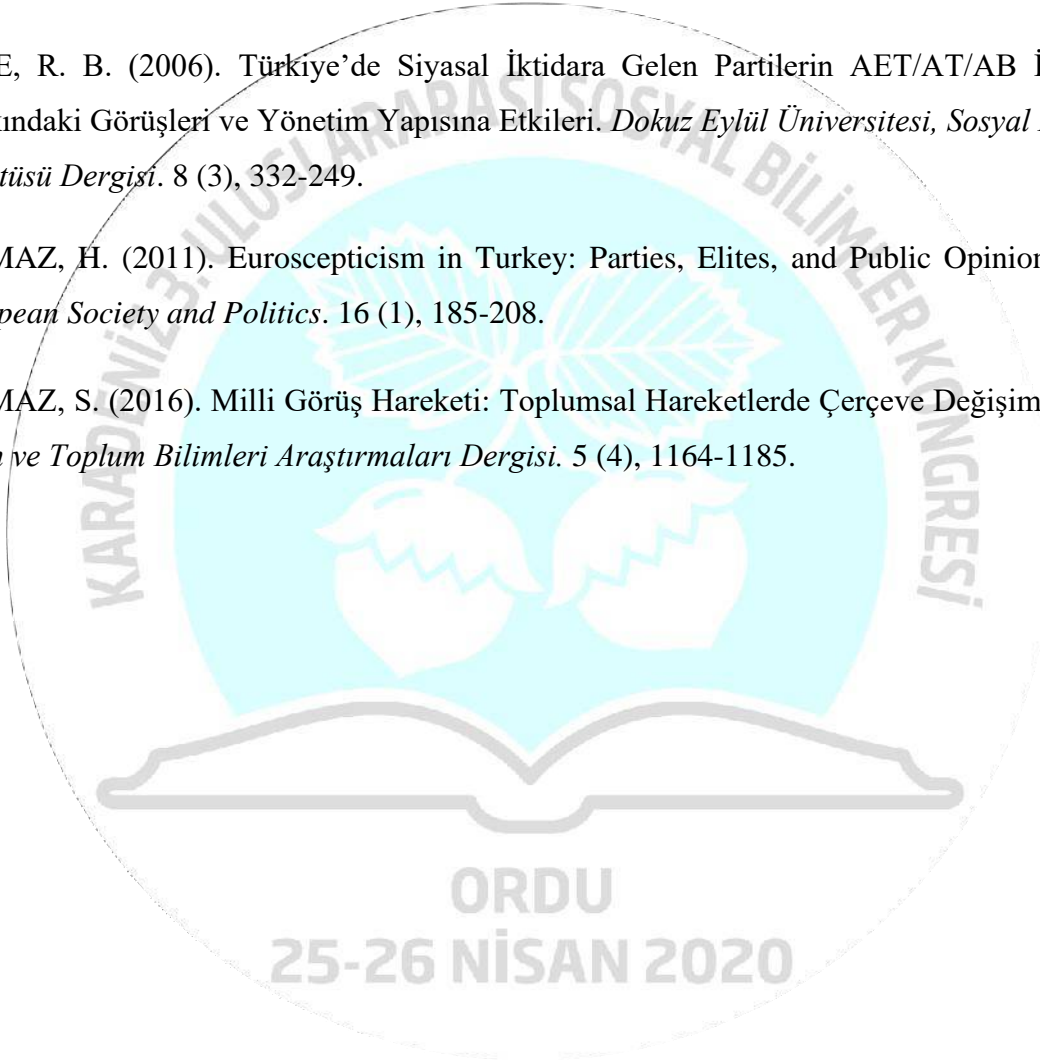 E, R. B. (2006). Türkiye’de Siyasal İktidara Gelen Partilerin AET/AT/AB
ındaki Görüşleri ve Yönetim Yapısına Etkileri. Dokuz Eylül Üniversitesi, Sosyal
tüsü Dergisi. 8 (3), 332-249.
MAZ, H. (2011). Euroscepticism in Turkey: Parties, Elites, and Public Opinion
pean Society and Politics. 16 (1), 185-208.
MAZ, S. (2016). Milli Görüş Hareketi: Toplumsal Hareketlerde Çerçeve Değişim
ve Toplum Bilimleri Araştırmaları Dergisi. 5 (4), 1164-1185.
KARADENİZ 3. ULUSLARARASI SOSYAL BİLİMLER KONGRESİ
ORDU
25-26 NİSAN 2020